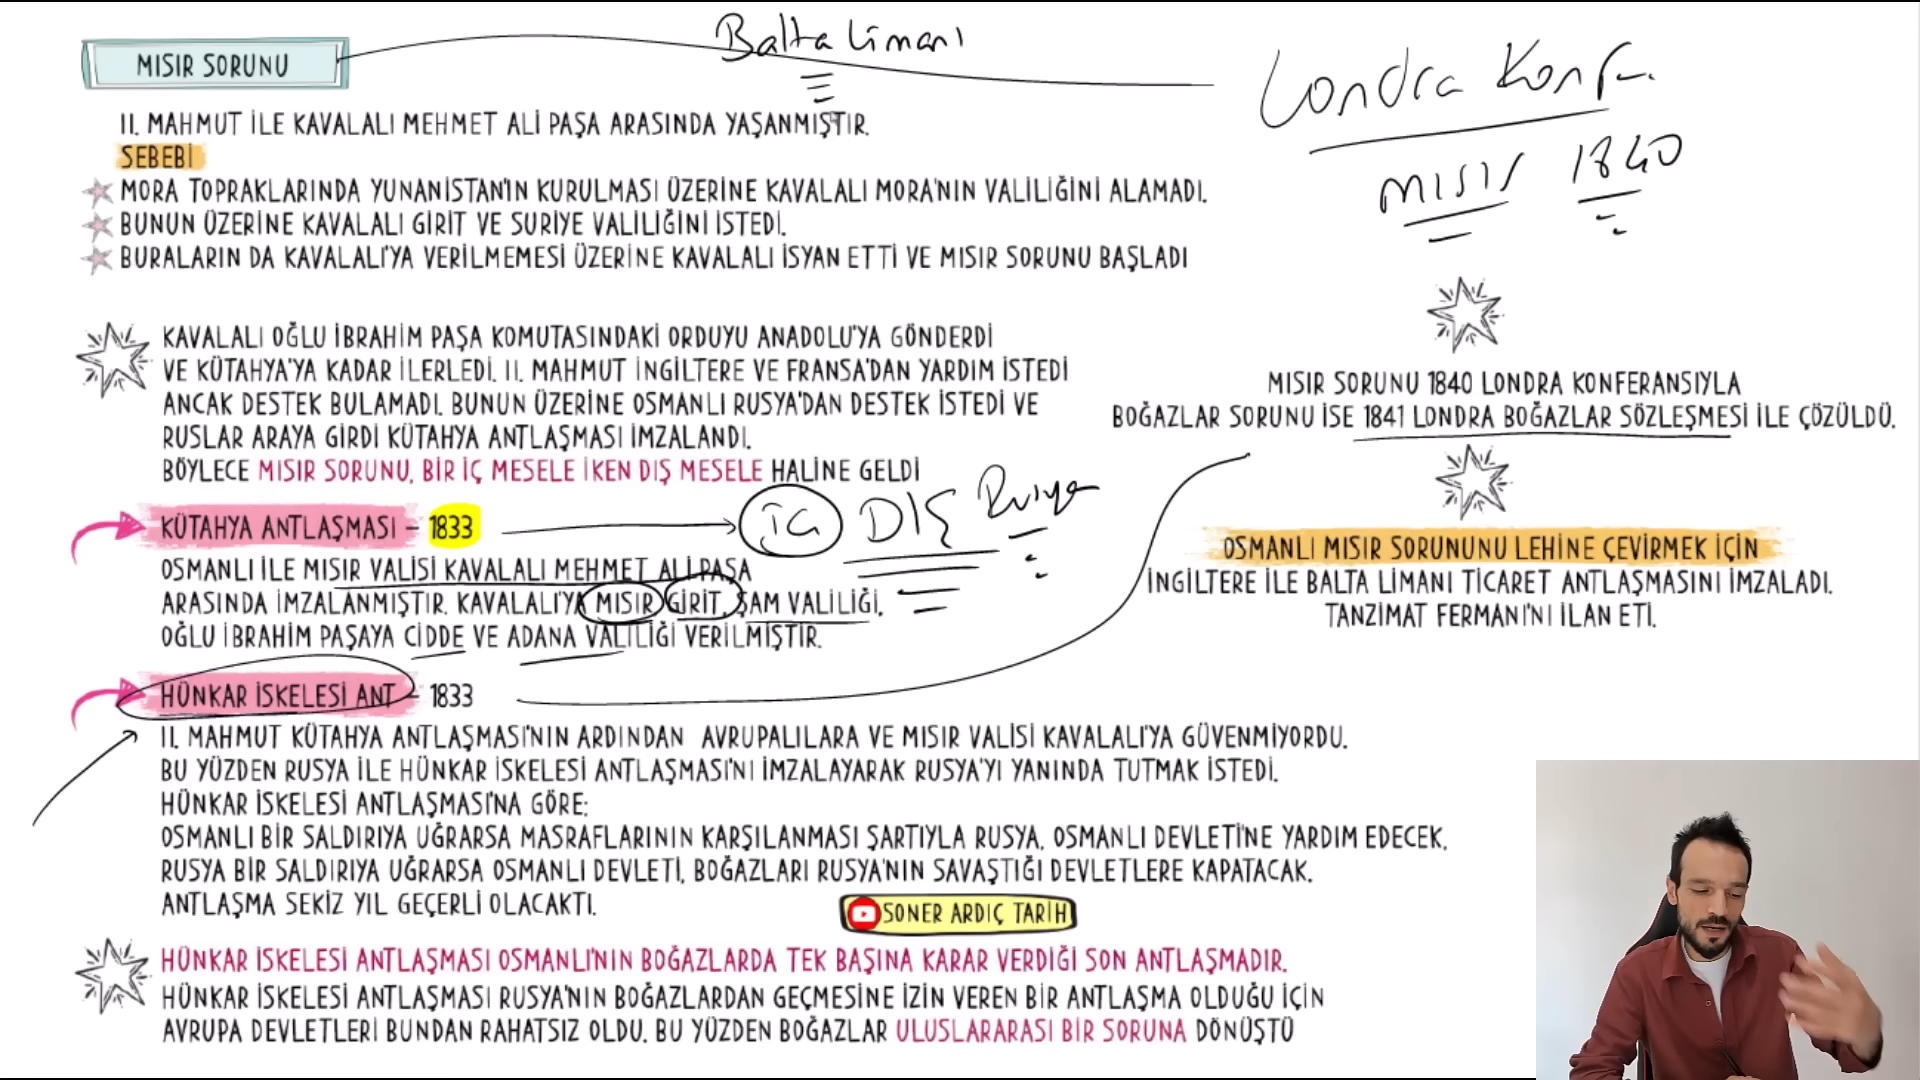 Balta Limanı
MISIR SORUNU
Londra Konf.
MISIR 1840
II. MAHMUT İLE KAVALALI MEHMET ALİ PAŞA ARASINDA YAŞANMIŞTIR.
SEBEBİ
MORA TOPRAKLARINDA YUNANİSTAN'IN KURULMASI ÜZERİNE KAVALALI MORA'NIN VALİLİĞİNİ ALAMADI.
BUNUN ÜZERİNE KAVALALI GİRİT VE SURİYE VALİLİĞİNİ İSTEDİ.
BURALARIN DA KAVALALI'YA VERİLMEMESİ ÜZERİNE KAVALALI İSYAN ETTİ VE MISIR SORUNU BAŞLADI
KAVALALI OĞLU İBRAHİM PAŞA KOMUTASINDAKİ ORDUYU ANADOLU'YA GÖNDERDİ
VE KÜTAHYA'YA KADAR İLERLEDİ. II. MAHMUT İNGİLTERE VE FRANSA'DAN YARDIM İSTEDİ
ANCAK DESTEK BULAMADI. BUNUN ÜZERİNE OSMANLI RUSYA'DAN DESTEK İSTEDİ VE
RUSLAR ARAYA GİRDİ KÜTAHYA ANTLAŞMASI İMZALANDI.
BÖYLECE MISIR SORUNU, BİR İÇ MESELE İKEN DIŞ MESELE HALİNE GELDİ
KÜTAHYA ANTLAŞMASI - 1833
İÇ DIŞ Rusya
OSMANLI İLE MISIR VALİSİ KAVALALI MEHMET ALİ PAŞA
ARASINDA İMZALANMIŞTIR. KAVALALI'YA MISIR, GİRİT, ŞAM VALİLİĞİ,
OĞLU İBRAHİM PAŞAYA CİDDE VE ADANA VALİLİĞİ VERİLMİŞTİR.
HÜNKAR İSKELESİ ANT - 1833
II. MAHMUT KÜTAHYA ANTLAŞMASI'NIN ARDINDAN AVRUPALILARA VE MISIR VALİSİ KAVALALI'YA GÜVENMİYORDU.
BU YÜZDEN RUSYA İLE HÜNKAR İSKELESİ ANTLAŞMASI'NI İMZALAYARAK RUSYA'YI YANINDA TUTMAK İSTEDİ.
HÜNKAR İSKELESİ ANTLAŞMASI'NA GÖRE;
OSMANLI BİR SALDIRIYA UĞRARSA MASRAFLARININ KARŞILANMASI ŞARTIYLA RUSYA, OSMANLI DEVLETİ'NE YARDIM EDECEK,
RUSYA BİR SALDIRIYA UĞRARSA OSMANLI DEVLETİ, BOĞAZLARI RUSYA'NIN SAVAŞTIĞI DEVLETLERE KAPATACAK.
ANTLAŞMA SEKİZ YIL GEÇERLİ OLACAKTI.
SONER ARDIÇ TARİH
HÜNKAR İSKELESİ ANTLAŞMASI OSMANLI'NIN BOĞAZLARDA TEK BAŞINA KARAR VERDİĞİ SON ANTLAŞMADIR.
HÜNKAR İSKELESİ ANTLAŞMASI RUSYA'NIN BOĞAZLARDAN GEÇMESİNE İZİN VEREN BİR ANTLAŞMA OLDUĞU İÇİN
AVRUPA DEVLETLERİ BUNDAN RAHATSIZ OLDU. BU YÜZDEN BOĞAZLAR ULUSLARARASI BİR SORUNA DÖNÜŞTÜ
MISIR SORUNU 1840 LONDRA KONFERANSIYLA
BOĞAZLAR SORUNU İSE 1841 LONDRA BOĞAZLAR SÖZLEŞMESİ İLE ÇÖZÜLDÜ.
OSMANLI MISIR SORUNUNU LEHİNE ÇEVİRMEK İÇİN
İNGİLTERE İLE BALTA LİMANI TİCARET ANTLAŞMASINI İMZALADI.
TANZİMAT FERMANI'NI İLAN ETİ.